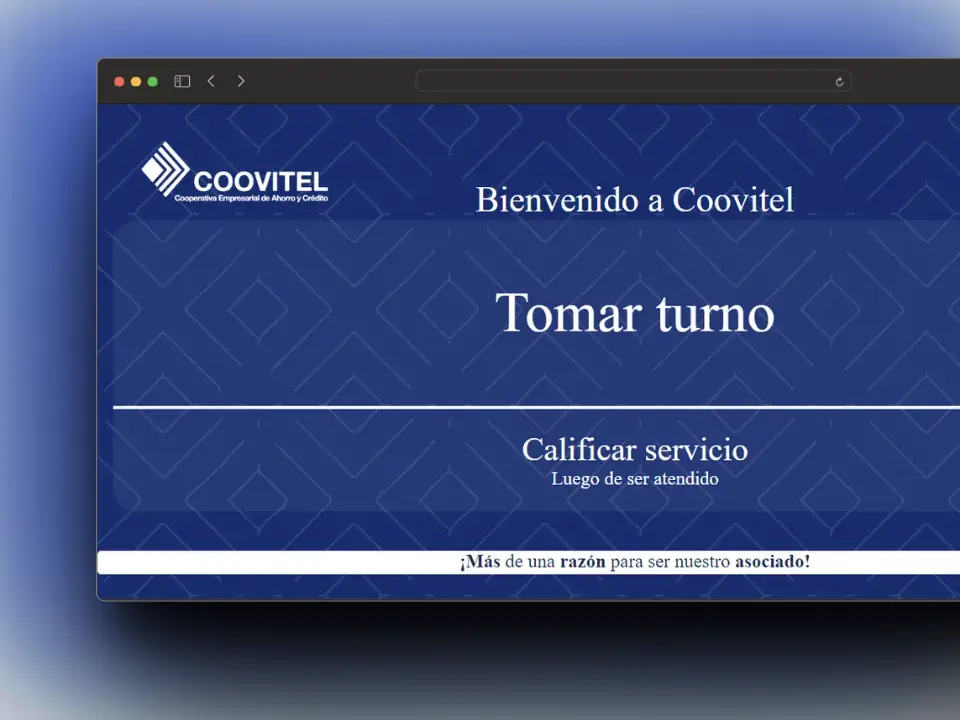 COOVITEL
Cooperativa Empresarial de Ahorro y Crédito
Bienvenido a Coovitel
Tomar turno
Calificar servicio
Luego de ser atendido
¡Más de una razón para ser nuestro asociado!